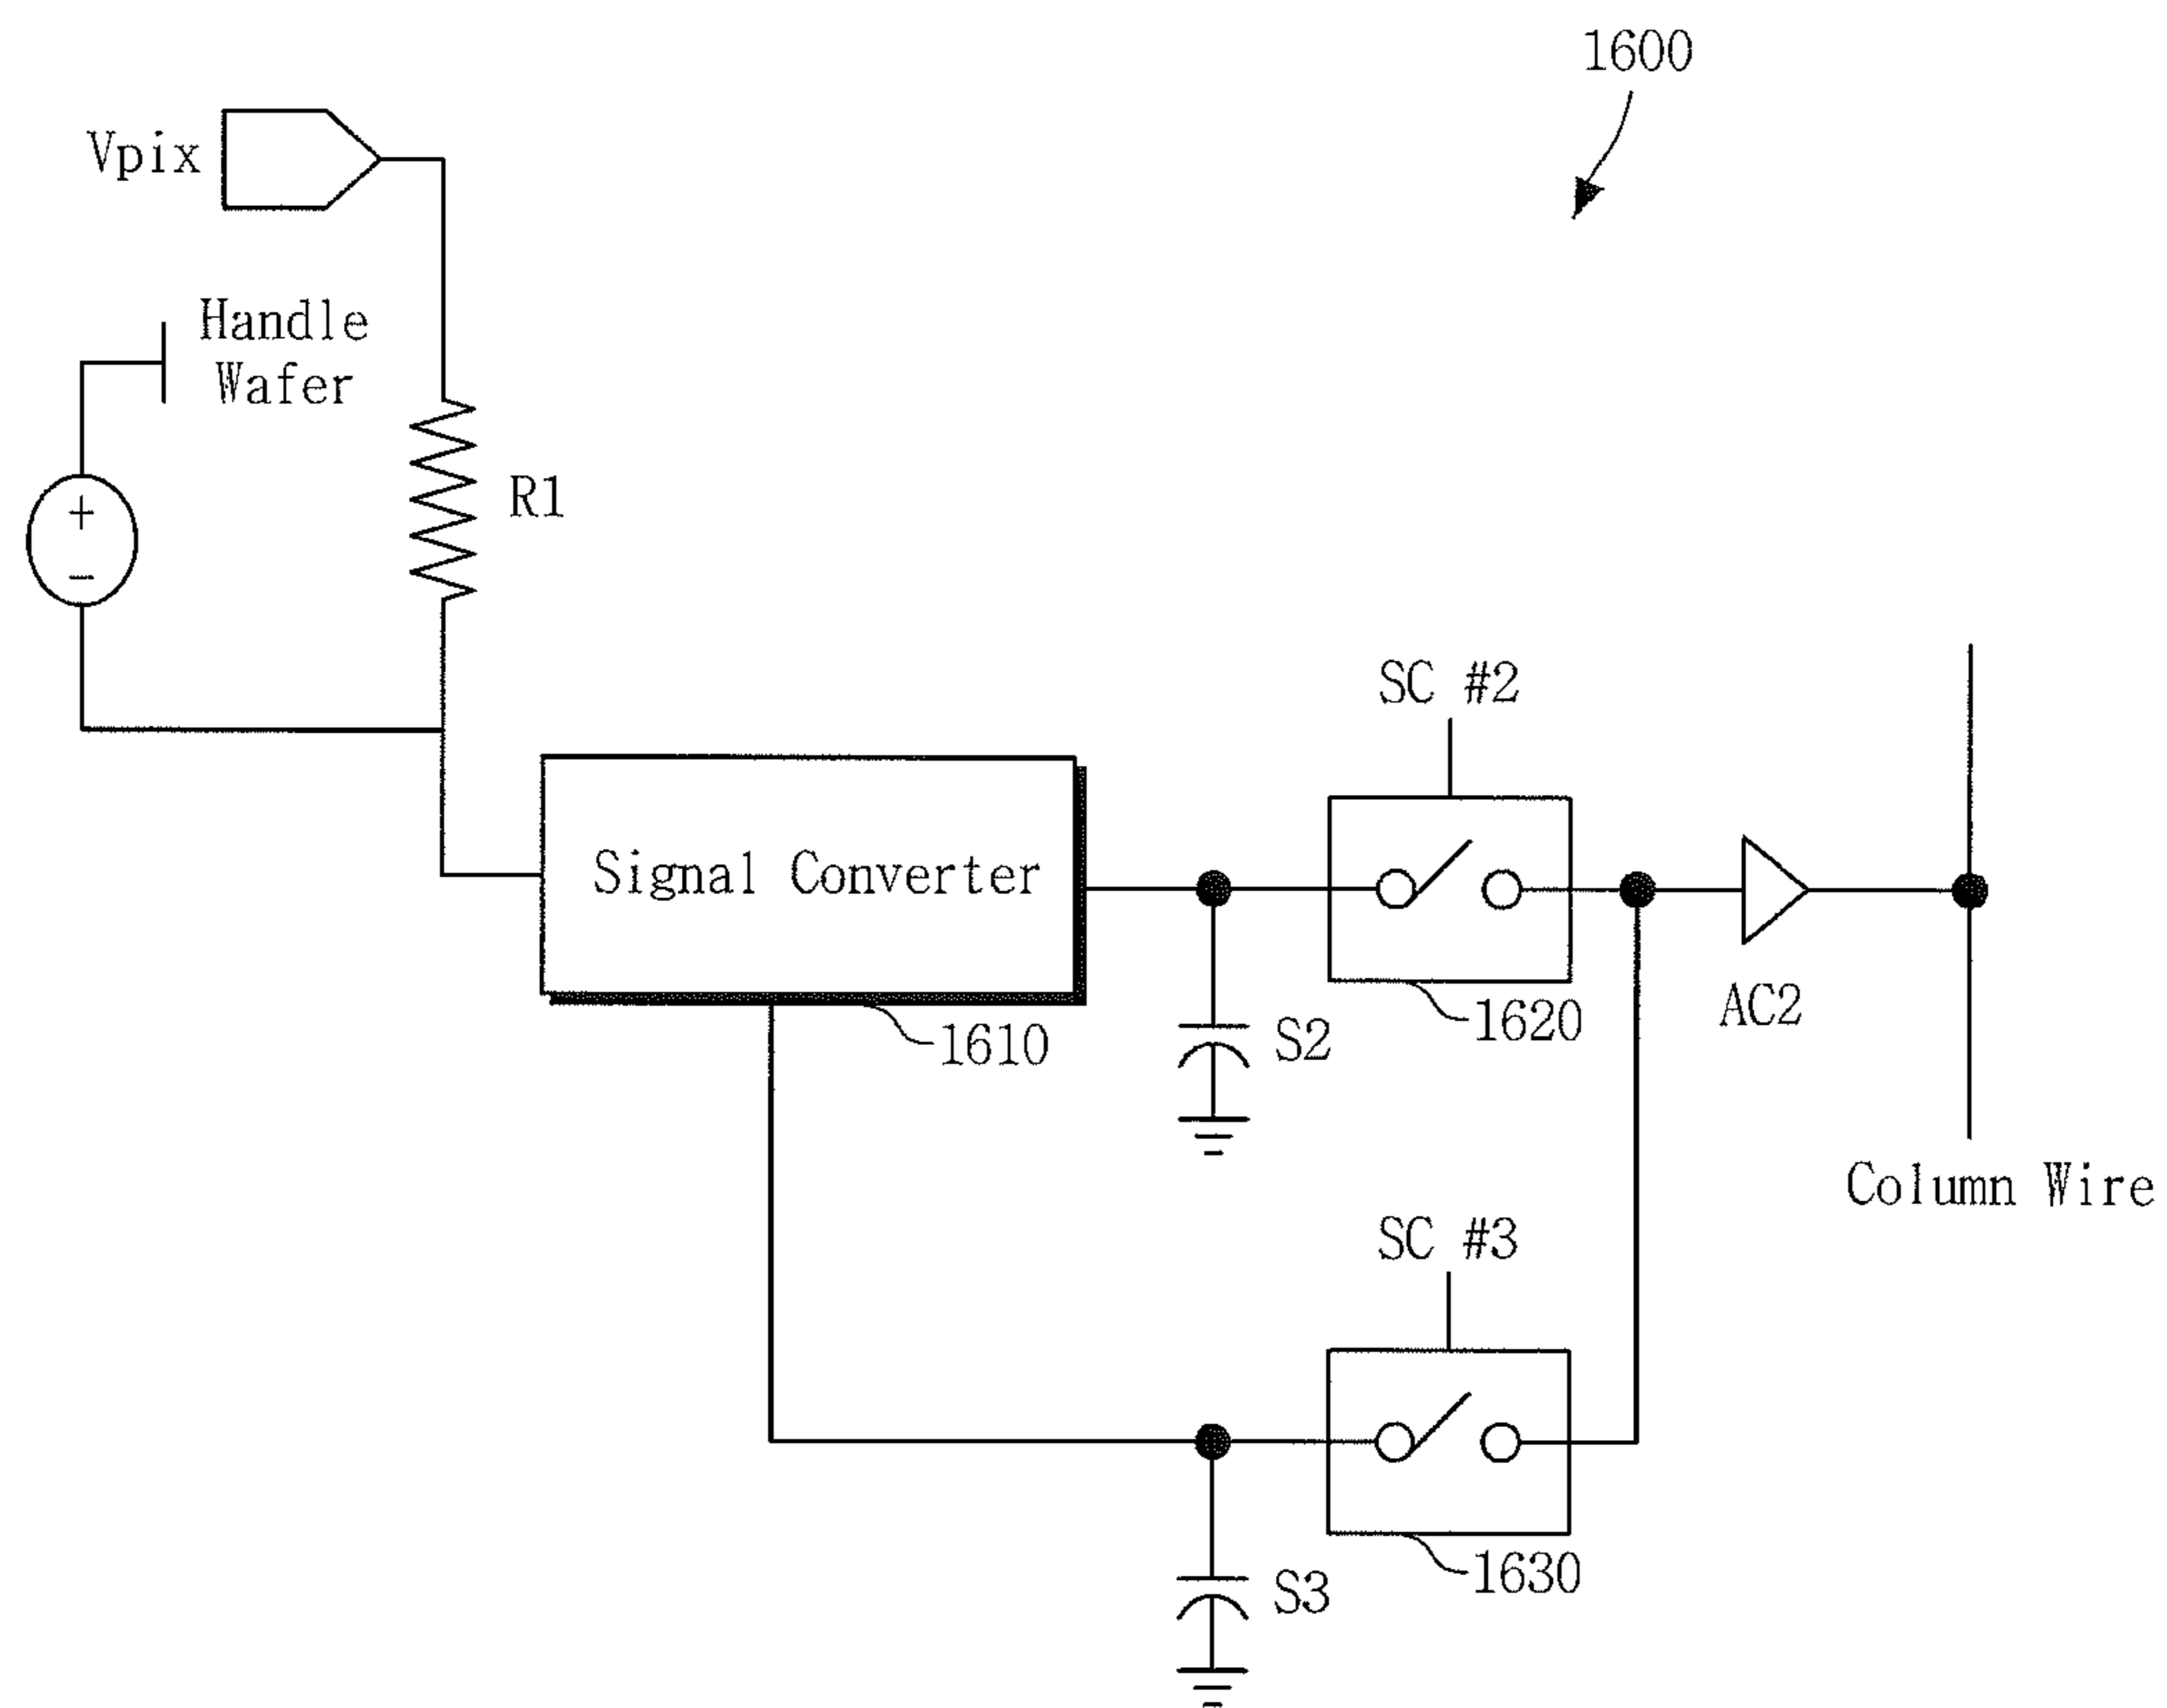 1600
Vpix
Handle
Wafer
+
−
R1
SC #2
Signal Converter
1610
S2
1620
AC2
Column Wire
SC #3
1630
S3